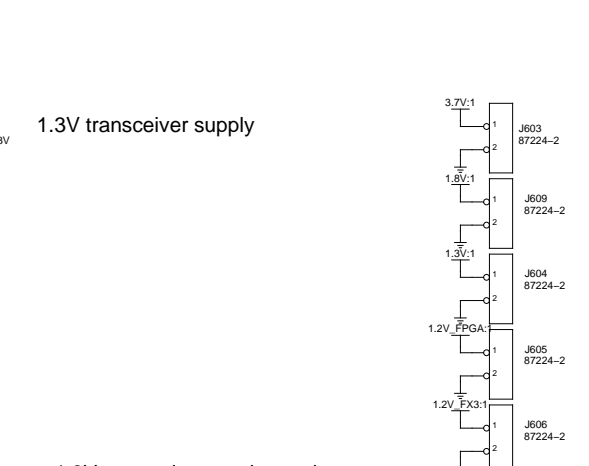 3.7V:1
1.3V transceiver supply
1
J603
87224–2
2
1.8V:1
1
J609
87224–2
2
1.3V:1
1
J604
87224–2
2
1.2V_FPGA:1
1
J605
87224–2
2
1.2V_FX3:1
1
J606
87224–2
2